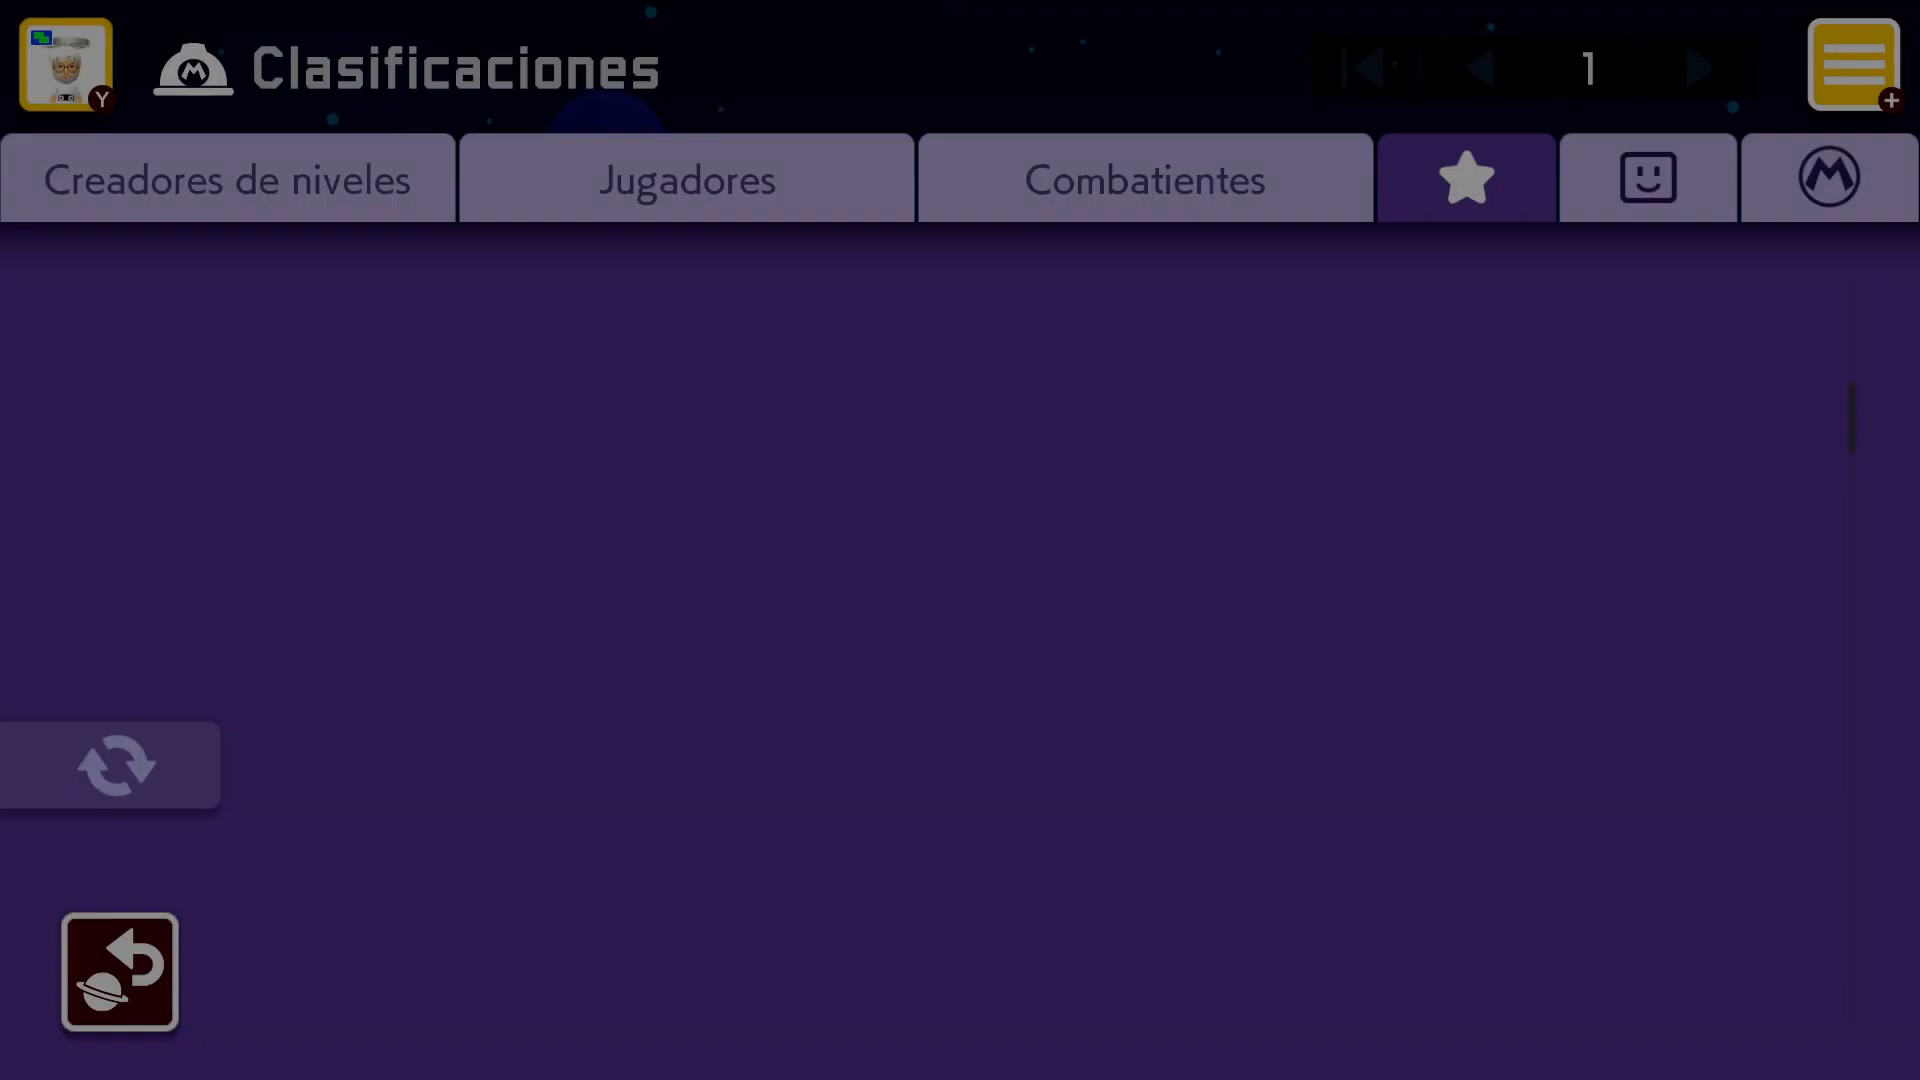 Y
Clasificaciones
1
+
Creadores de niveles
Jugadores
Combatientes